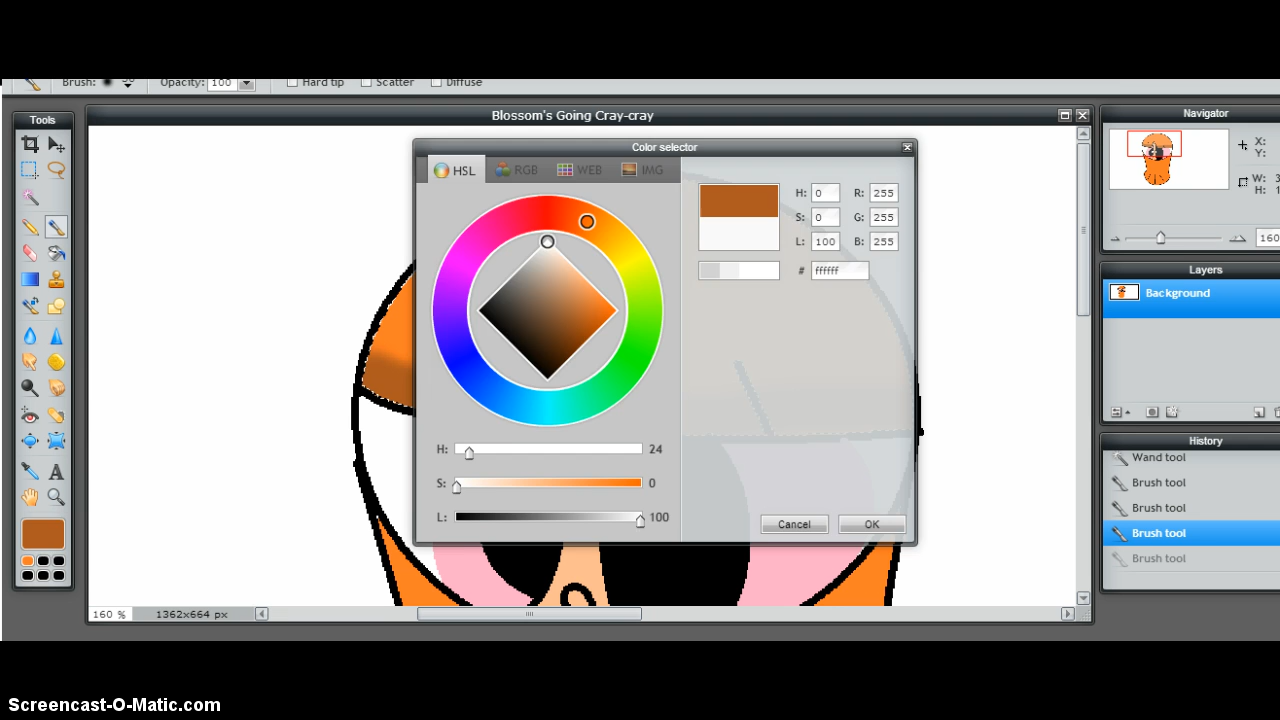 Brush:
Opacity: 100
Hard tip
Scatter
Diffuse
Tools
Blossom's Going Cray-cray
Navigator
X:
Y:
W: 3
H: 1
160
Color selector
HSL
RGB
WEB
IMG
H: 0
R: 255
S: 0
G: 255
L: 100
B: 255
# ffffff
H: 24
S: 0
L: 100
Cancel
OK
Layers
Background
History
Wand tool
Brush tool
Brush tool
Brush tool
Brush tool
160 %
1362x664 px
Screencast-O-Matic.com